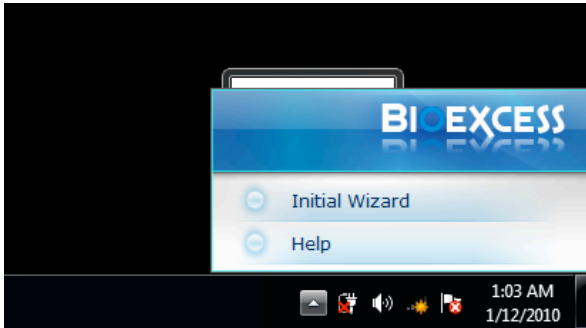 BIOEXCESS
Initial Wizard
Help
1:03 AM
1/12/2010